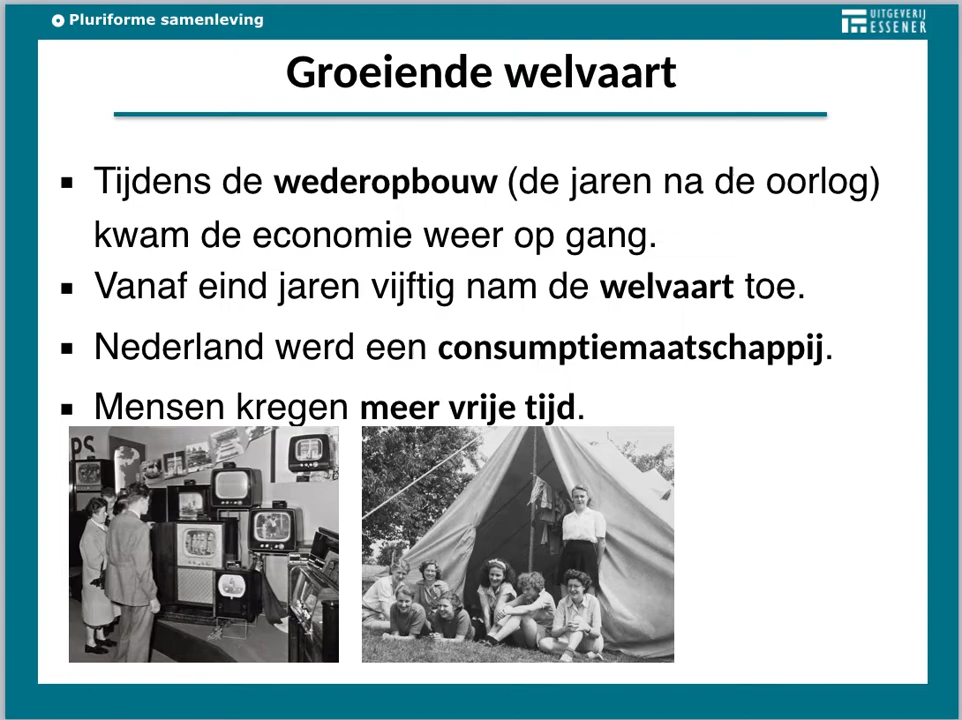 Pluriforme samenleving
UITGEVERIJ
ESSENER
Groeiende welvaart
▪ Tijdens de wederopbouw (de jaren na de oorlog)
kwam de economie weer op gang.
▪ Vanaf eind jaren vijftig nam de welvaart toe.
▪ Nederland werd een consumptiemaatschappij.
▪ Mensen kregen meer vrije tijd.
PS